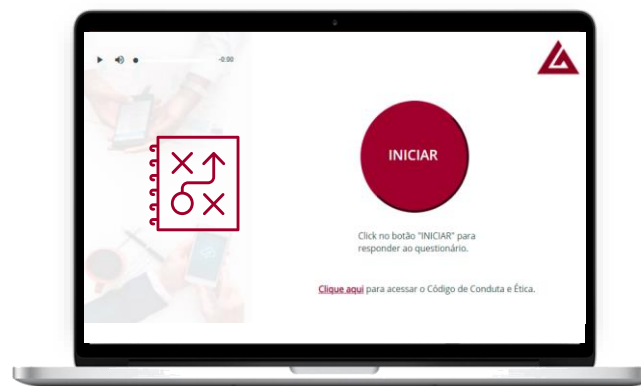 -0:00
INICIAR
Click no botão "INICIAR" para
responder ao questionário.
Clique aqui para acessar o Código de Conduta e Ética.